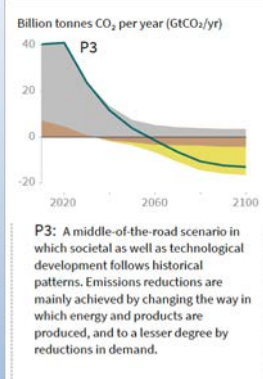 Billion tonnes CO₂ per year (GtCO₂/yr)
40
P3
20
0
-20
2020
2060
2100
P3: A middle-of-the-road scenario in
which societal as well as technological
development follows historical
patterns. Emissions reductions are
mainly achieved by changing the way in
which energy and products are
produced, and to a lesser degree by
reductions in demand.